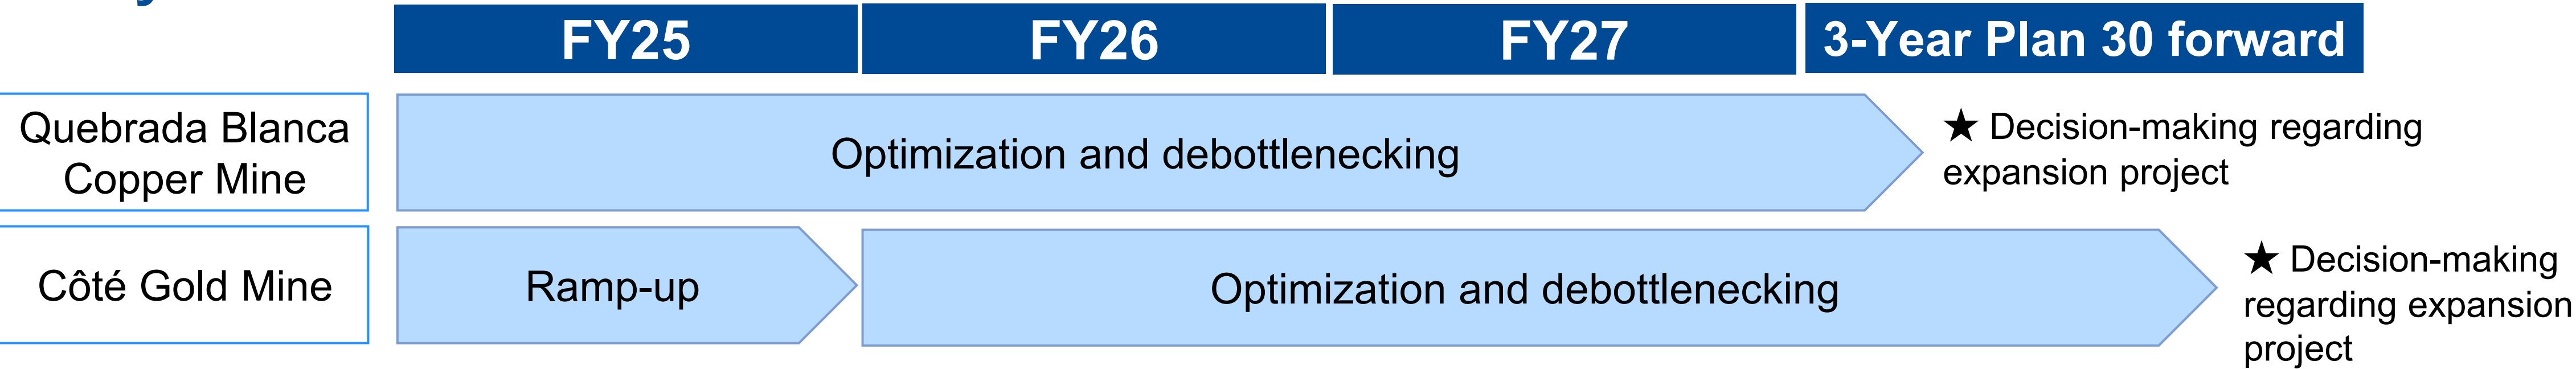 FY25
FY26
FY27
3-Year Plan 30 forward
Quebrada Blanca
Copper Mine
Optimization and debottlenecking
★ Decision-making regarding
expansion project
Côté Gold Mine
Ramp-up
Optimization and debottlenecking
★ Decision-making
regarding expansion
project